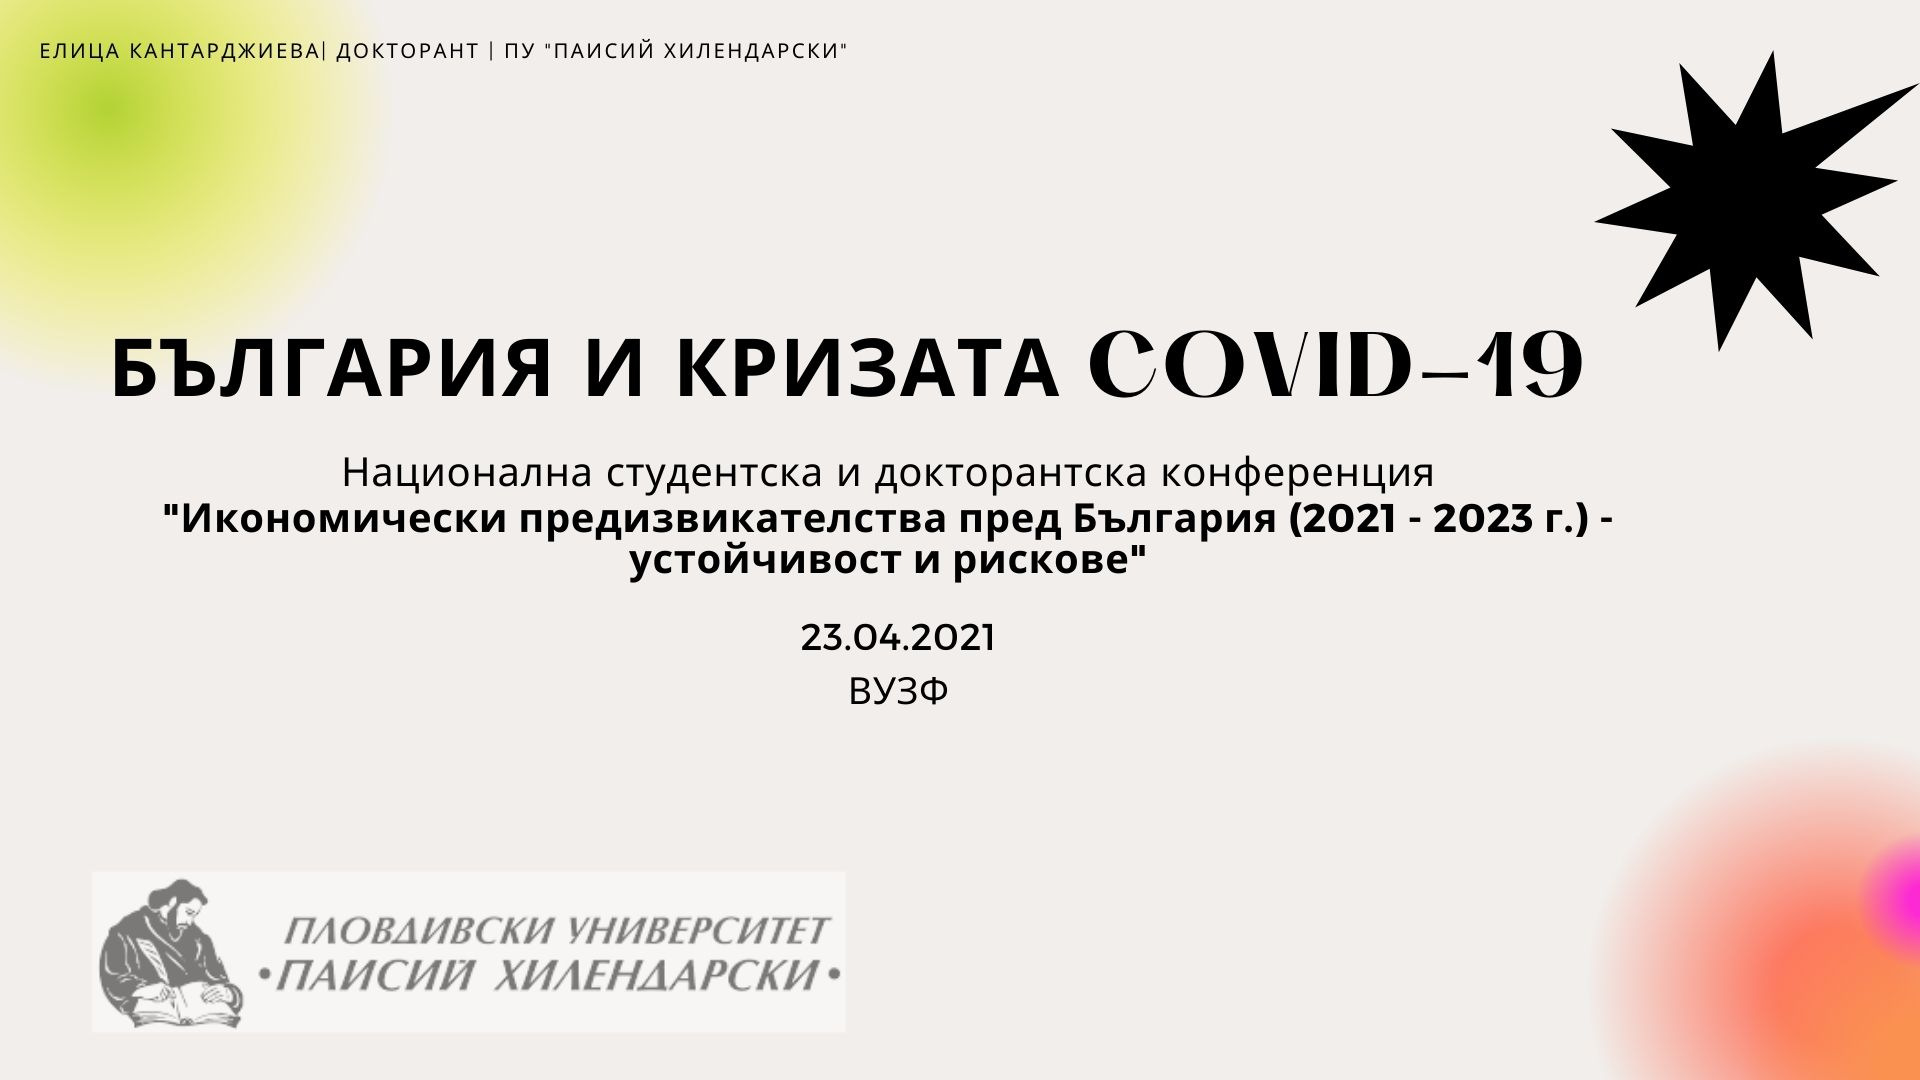 ЕЛИЦА КАНТАРДЖИЕВА| ДОКТОРАНТ | ПУ "ПАИСИЙ ХИЛЕНДАРСКИ"
БЪЛГАРИЯ И КРИЗАТА COVID-19
Национална студентска и докторантска конференция
"Икономически предизвикателства пред България (2021 - 2023 г.) -
устойчивост и рискове"
23.04.2021
ВУЗФ
ПЛОВДИВСКИ УНИВЕРСИТЕТ
•ПАИСИЙ ХИЛЕНДАРСКИ•